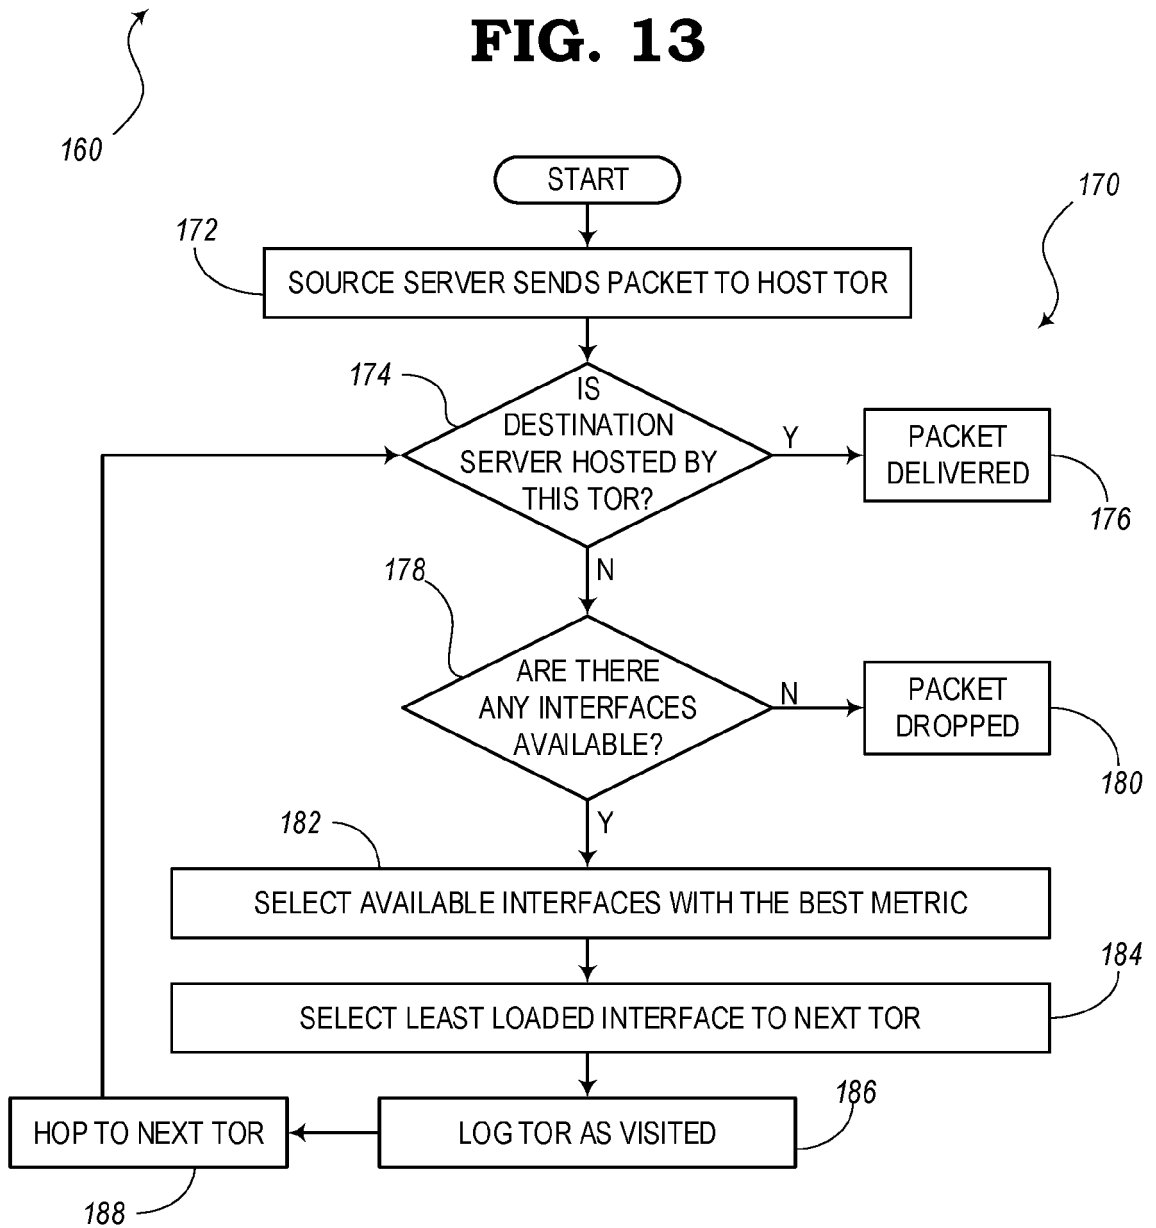 FIG. 13
160
START
170
172
SOURCE SERVER SENDS PACKET TO HOST TOR
174
IS
DESTINATION
SERVER HOSTED BY
THIS TOR?
Y
PACKET
DELIVERED
176
N
178
ARE THERE
ANY INTERFACES
AVAILABLE?
N
PACKET
DROPPED
180
Y
182
SELECT AVAILABLE INTERFACES WITH THE BEST METRIC
184
SELECT LEAST LOADED INTERFACE TO NEXT TOR
186
LOG TOR AS VISITED
HOP TO NEXT TOR
188